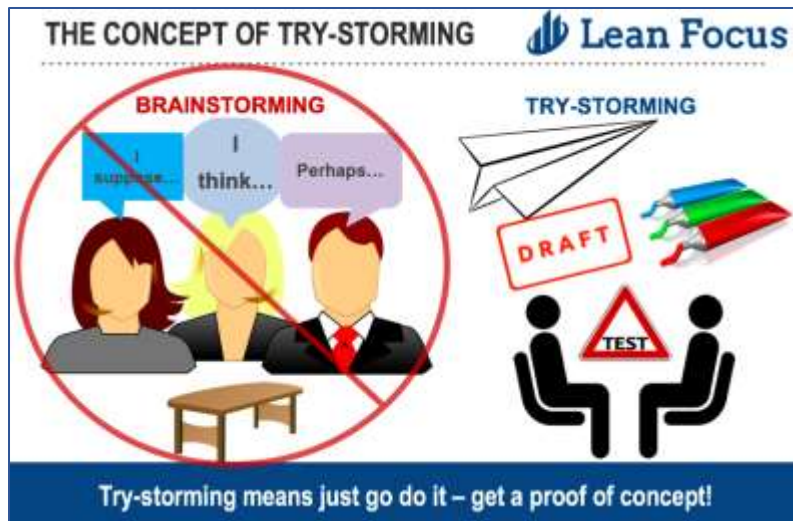 THE CONCEPT OF TRY-STORMING
Lean Focus
BRAINSTORMING
TRY-STORMING
I
suppose...
I
think...
Perhaps...
DRAFT
TEST
Try-storming means just go do it – get a proof of concept!